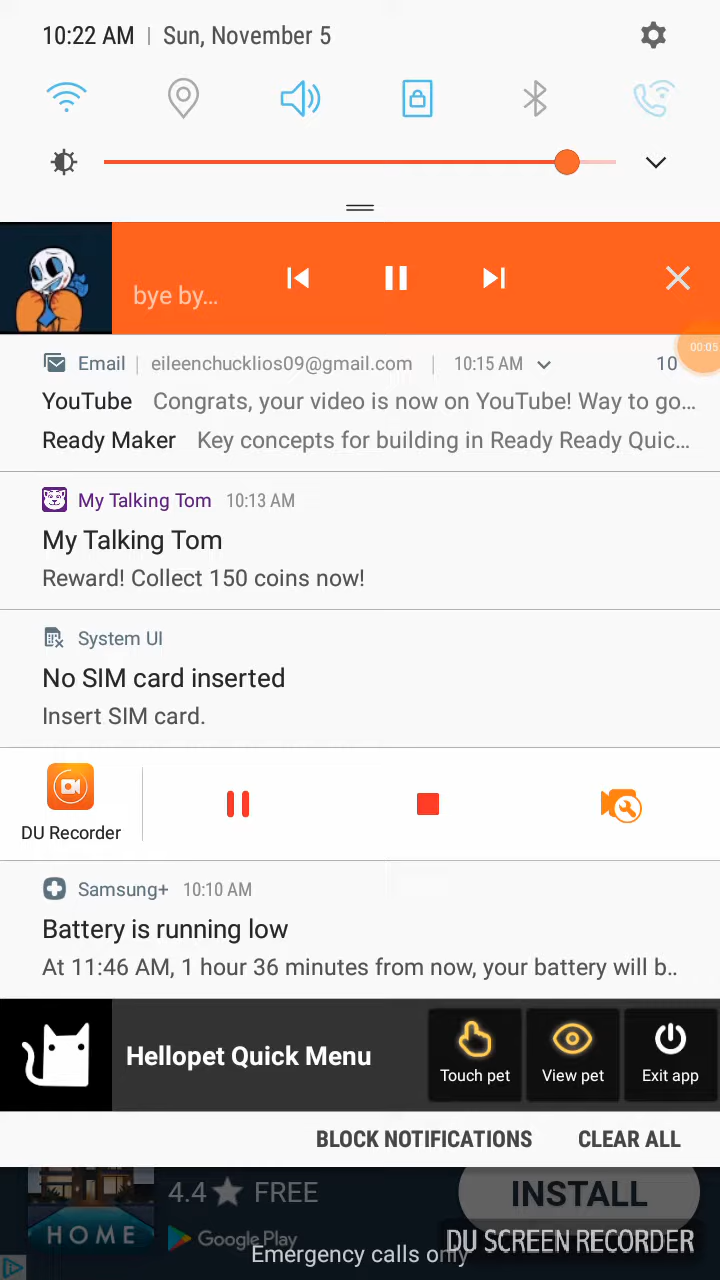 10:22 AM | Sun, November 5
bye by...
00:05
Email | eileenchucklios09@gmail.com | 10:15 AM 10
YouTube Congrats, your video is now on YouTube! Way to go...
Ready Maker Key concepts for building in Ready Ready Quic...
My Talking Tom 10:13 AM
My Talking Tom
Reward! Collect 150 coins now!
System UI
No SIM card inserted
Insert SIM card.
DU Recorder
Samsung+ 10:10 AM
Battery is running low
At 11:46 AM, 1 hour 36 minutes from now, your battery will b..
Hellopet Quick Menu
Touch pet View pet Exit app
BLOCK NOTIFICATIONS CLEAR ALL
4.4 FREE INSTALL
HOME Google Play
Emergency calls only
DU SCREEN RECORDER